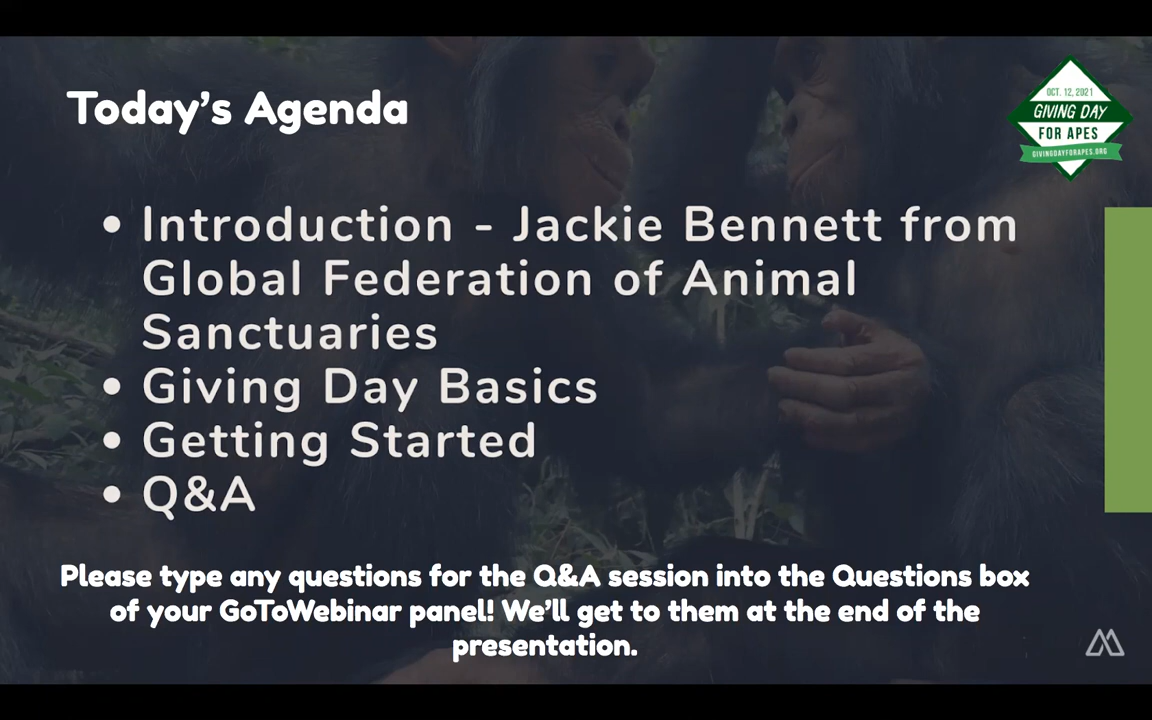 Today's Agenda
OCT. 12, 2021
GIVING DAY
FOR APES
GIVINGDAYFORAPES.ORG
• Introduction - Jackie Bennett from
Global Federation of Animal
Sanctuaries
• Giving Day Basics
• Getting Started
• Q&A
Please type any questions for the Q&A session into the Questions box
of your GoToWebinar panel! We'll get to them at the end of the
presentation.